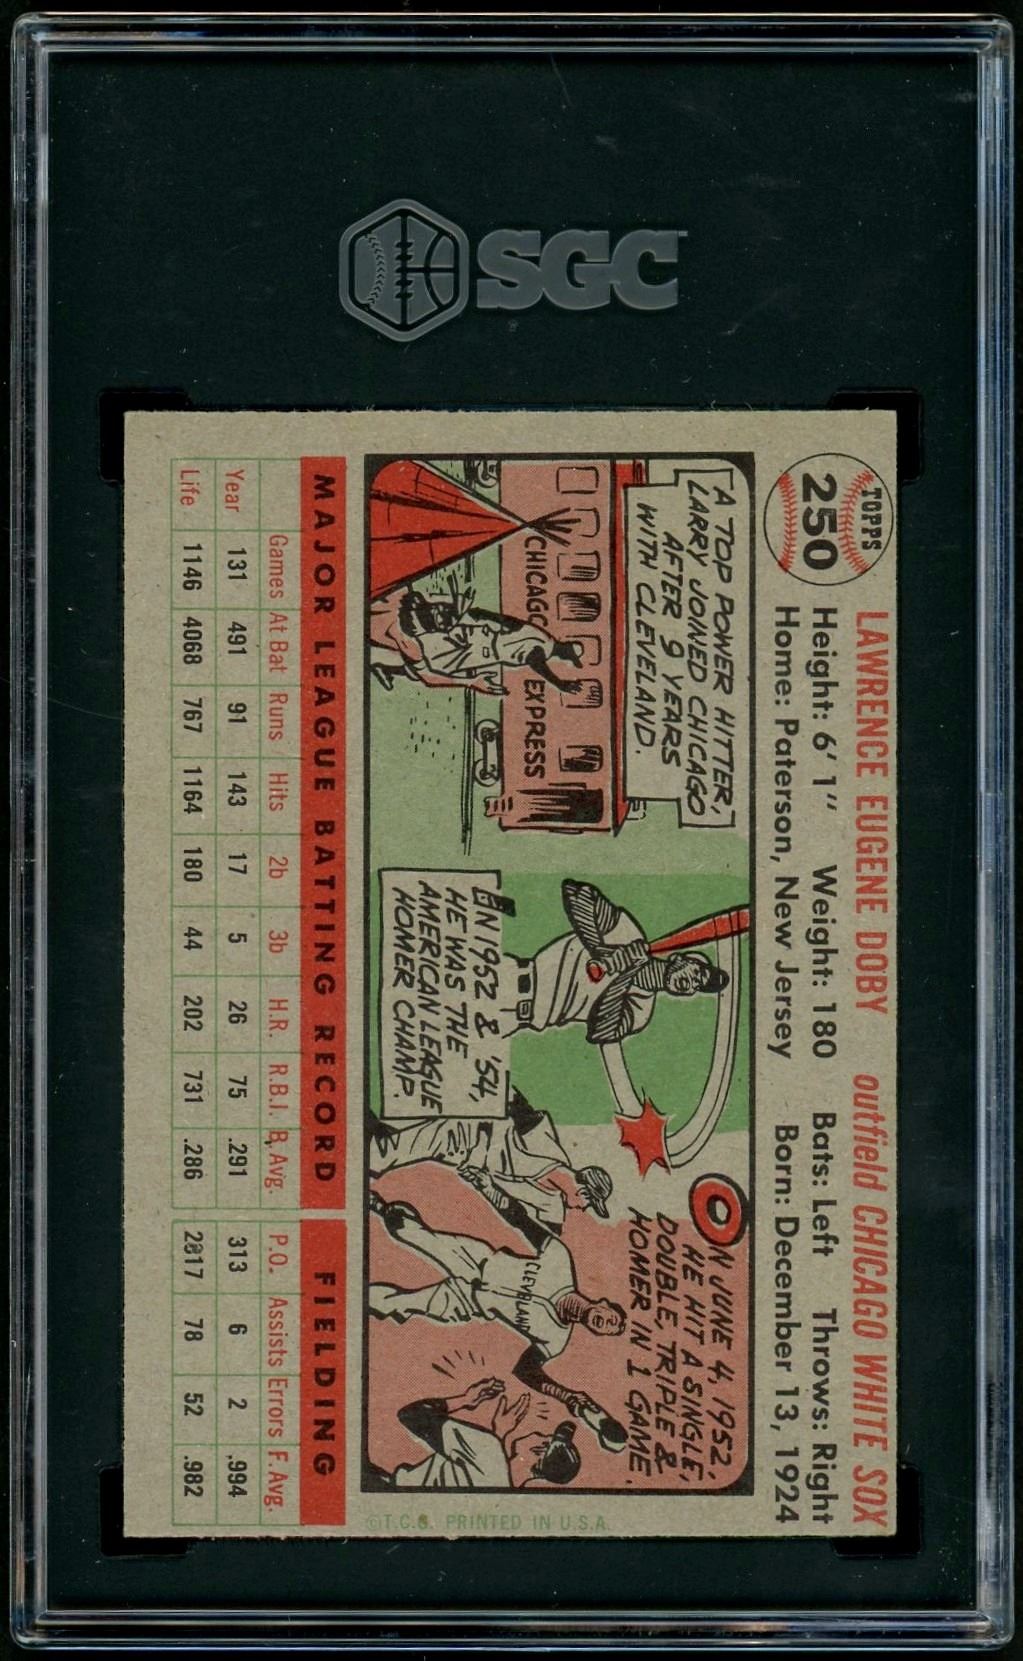 SGC
TOPPS
250
LAWRENCE EUGENE DOBY outfield CHICAGO WHITE SOX
Height: 6' 1" Weight: 180 Bats: Left Throws: Right
Home: Paterson, New Jersey Born: December 13, 1924
A TOP POWER HITTER,
LARRY JOINED CHICAGO
AFTER 9 YEARS
WITH CLEVELAND.
CHICAGO EXPRESS
IN 1952 & '54,
HE WAS THE
AMERICAN LEAGUE
HOMER CHAMP.
ON JUNE 4, 1952,
HE HIT A SINGLE,
DOUBLE, TRIPLE &
HOMER IN 1 GAME.
CLEVELAND
MAJOR LEAGUE BATTING RECORD FIELDING
Games At Bat Runs Hits 2b 3b H.R. R.B.I. B. Avg. P.O. Assists Errors F. Avg.
Year 131 491 91 143 17 5 26 75 .291 313 6 2 .994
Life 1146 4068 767 1164 180 44 202 731 .286 2817 78 52 .982
©T.C.G. PRINTED IN U.S.A.